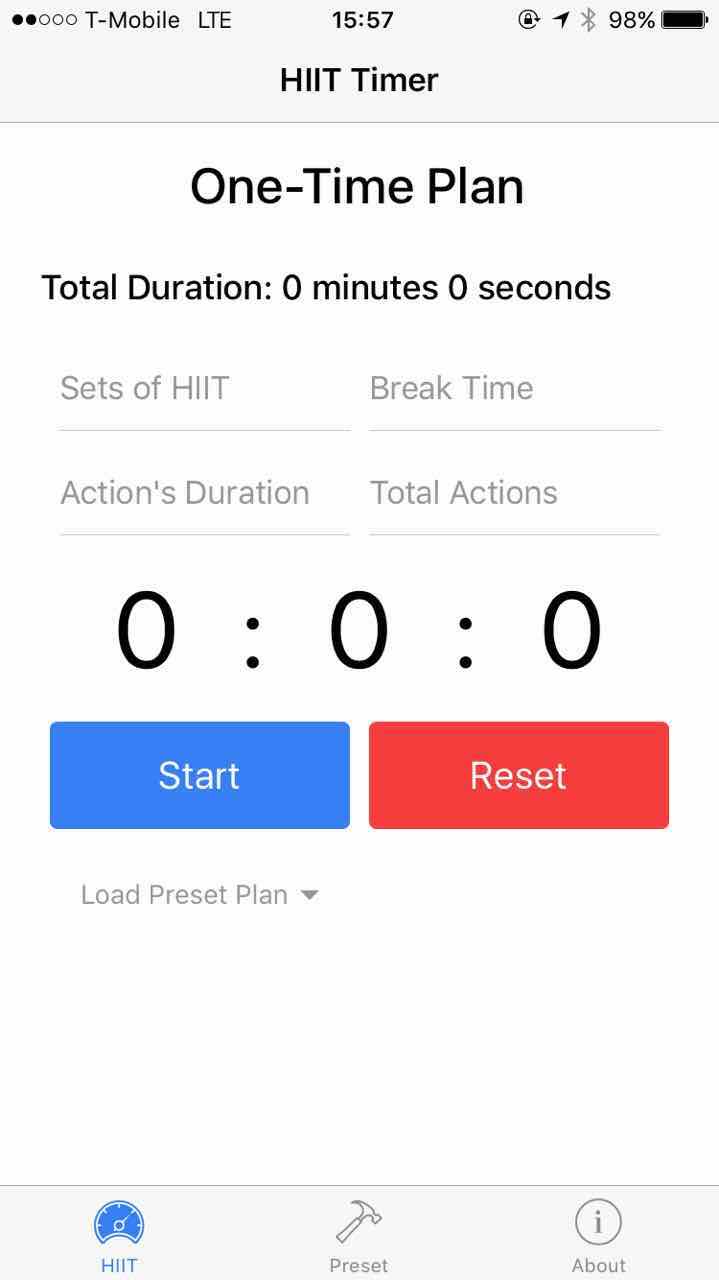 T-Mobile LTE 15:57 98%
HIIT Timer
One-Time Plan
Total Duration: 0 minutes 0 seconds
Sets of HIIT Break Time
Action's Duration Total Actions
0 : 0 : 0
Start Reset
Load Preset Plan
HIIT Preset About